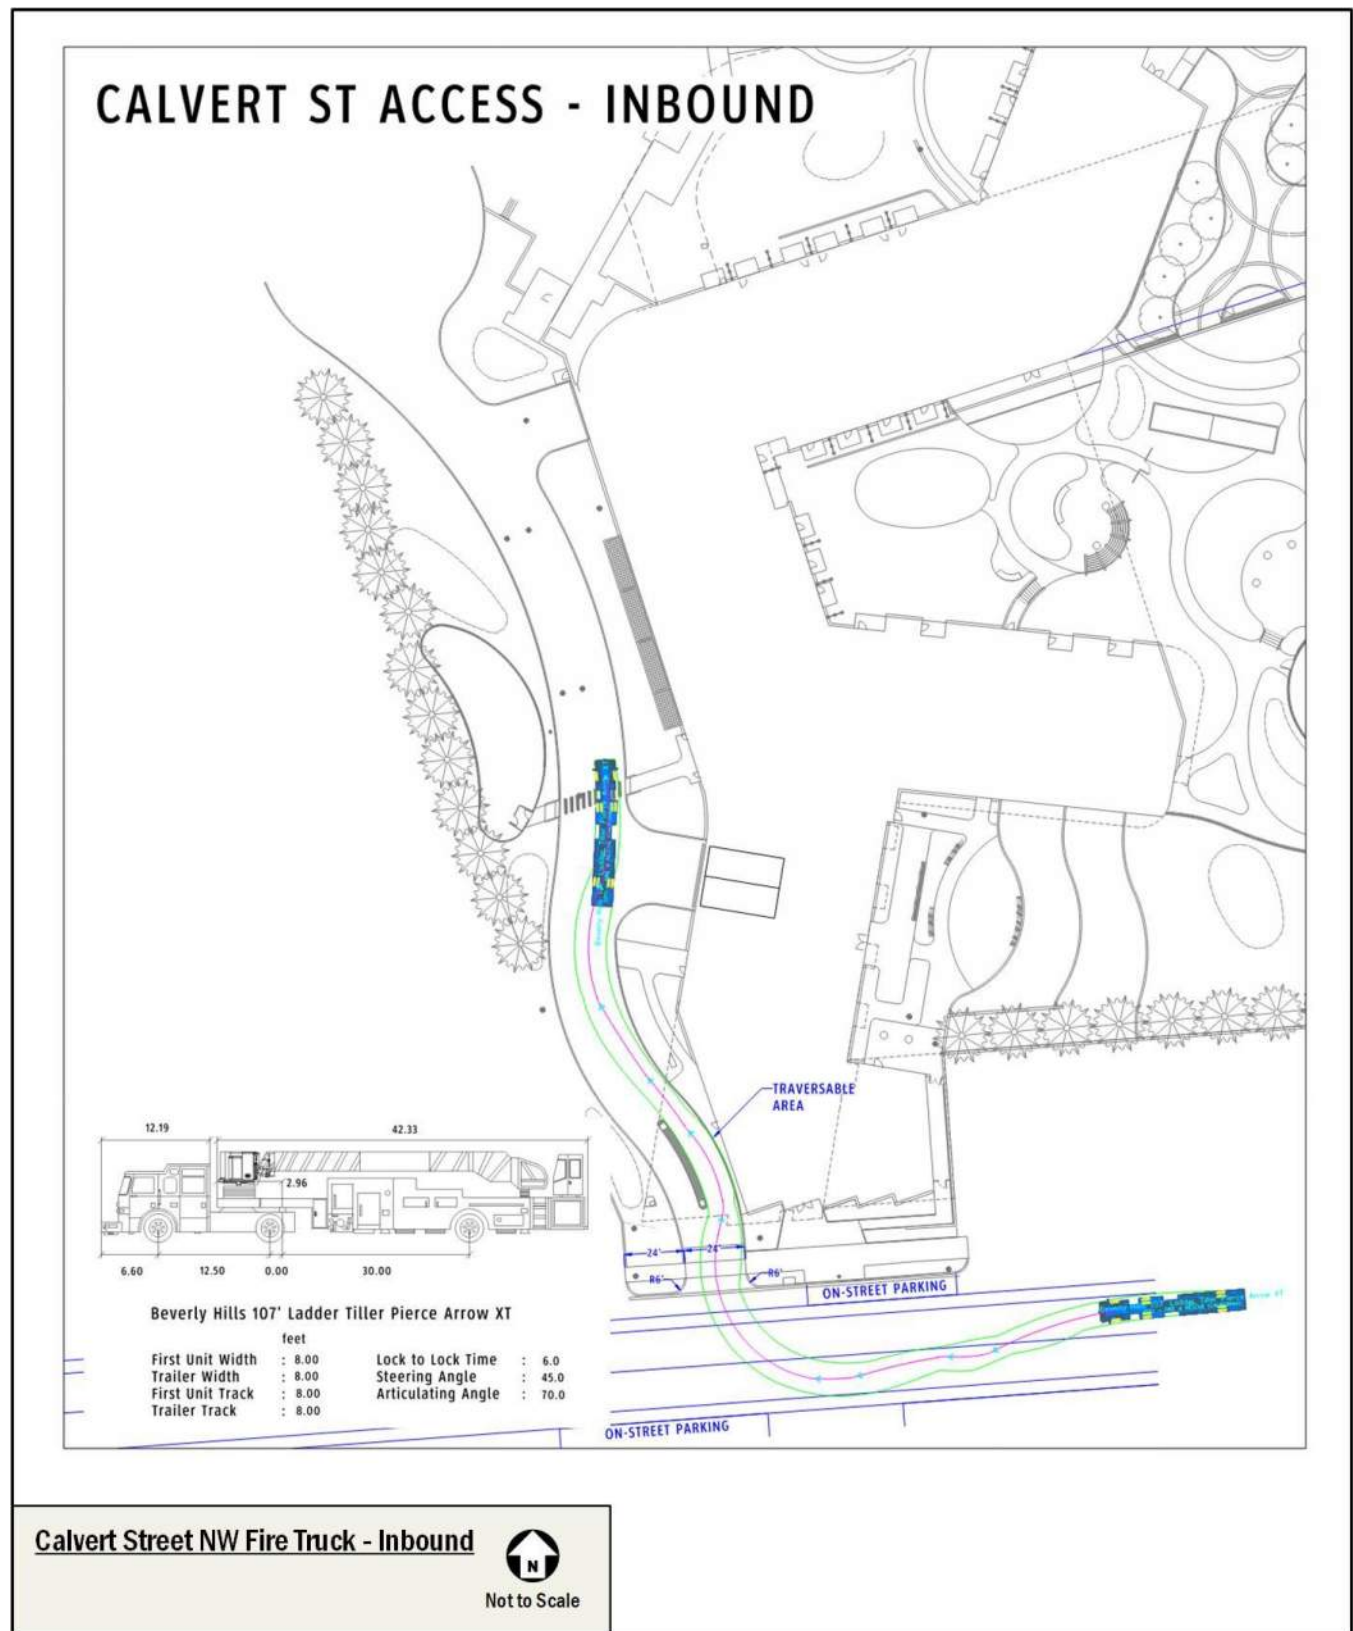 CALVERT ST ACCESS - INBOUND
TRAVERSABLE
AREA
12.19
42.33
2.96
6.60
12.50
0.00
30.00
24'
24'
R6'
R6'
ON-STREET PARKING
Arrow XT
Beverly Hills 107' Ladder Tiller Pierce Arrow XT
feet
First Unit Width : 8.00 Lock to Lock Time : 6.0
Trailer Width : 8.00 Steering Angle : 45.0
First Unit Track : 8.00 Articulating Angle : 70.0
Trailer Track : 8.00
ON-STREET PARKING
Calvert Street NW Fire Truck - Inbound
N
Not to Scale